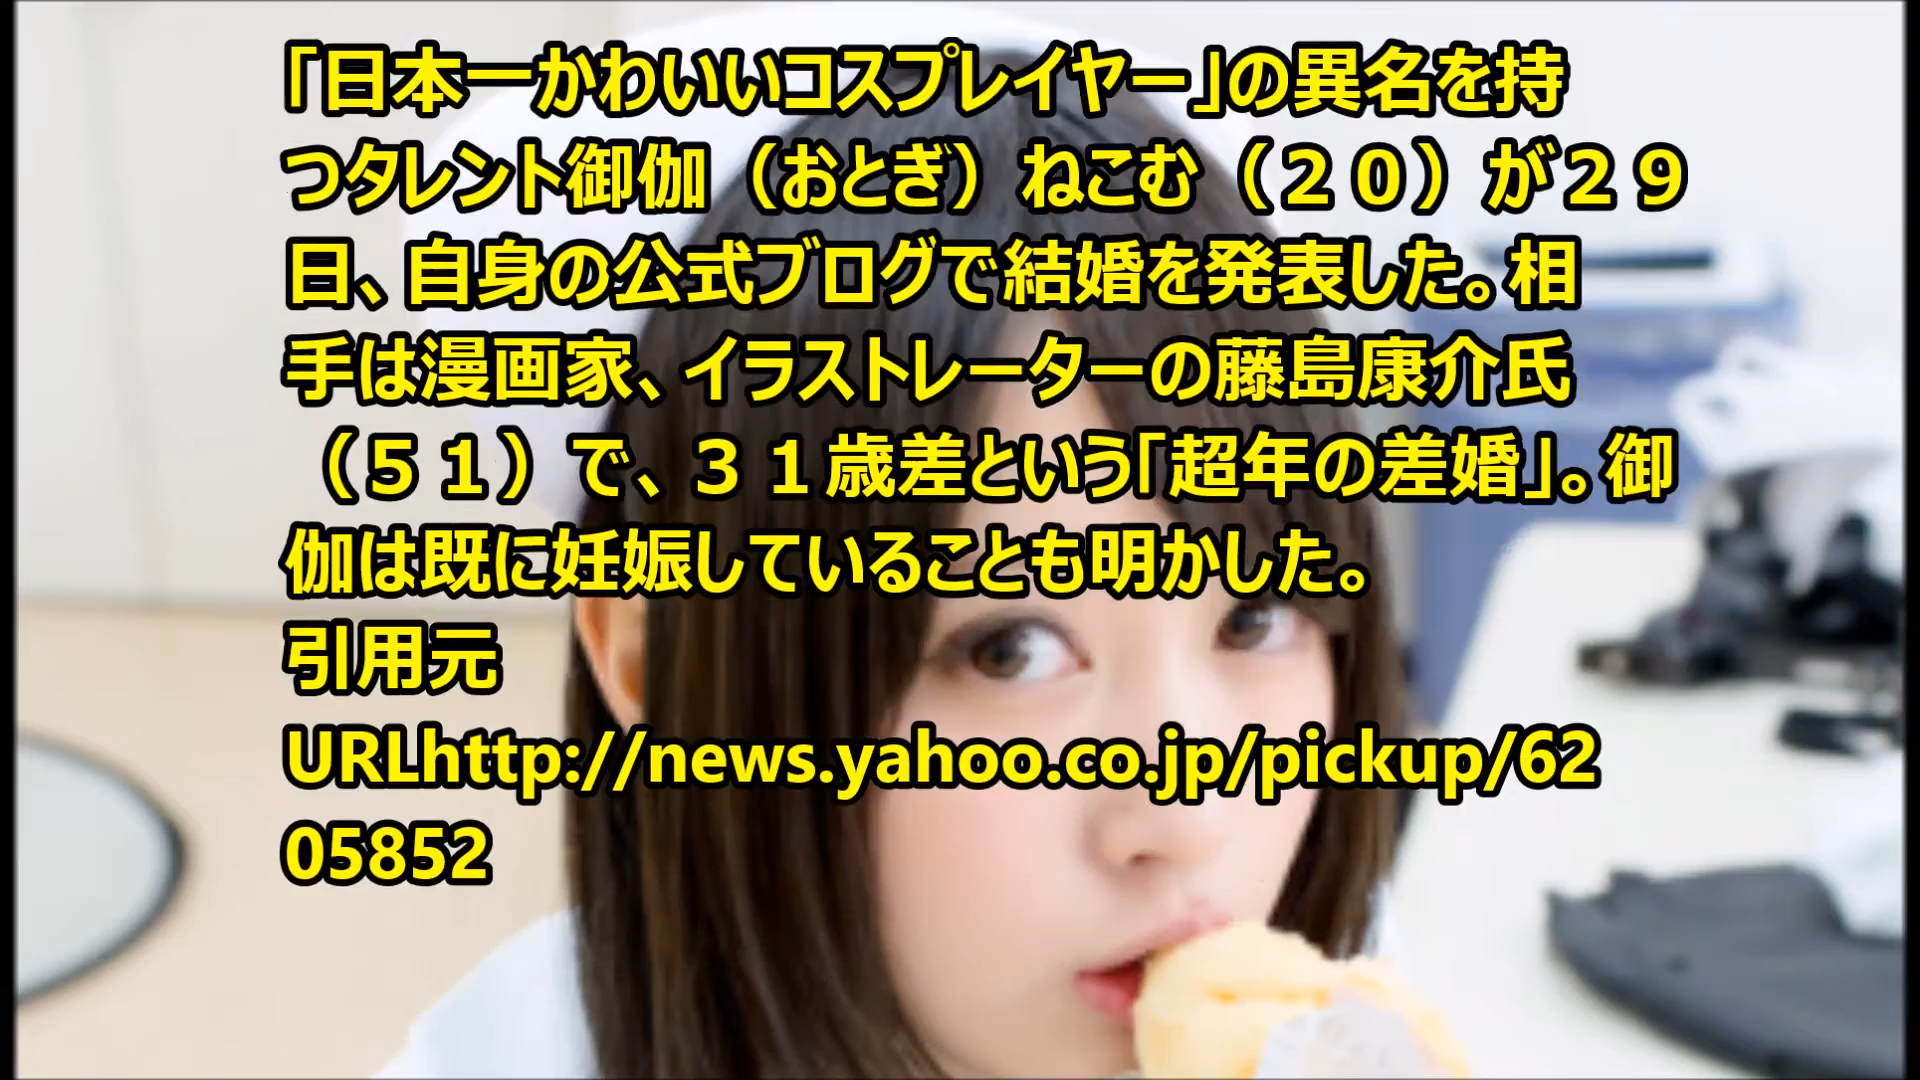 「日本一かわいいコスプレイヤー」の異名を持
つタレント御伽（おとぎ）ねこむ（２０）が２９
日、自身の公式ブログで結婚を発表した。相
手は漫画家、イラストレーターの藤島康介氏
（５１）で、３１歳差という「超年の差婚」。御
伽は既に妊娠していることも明かした。
引用元
URLhttp://news.yahoo.co.jp/pickup/62
05852